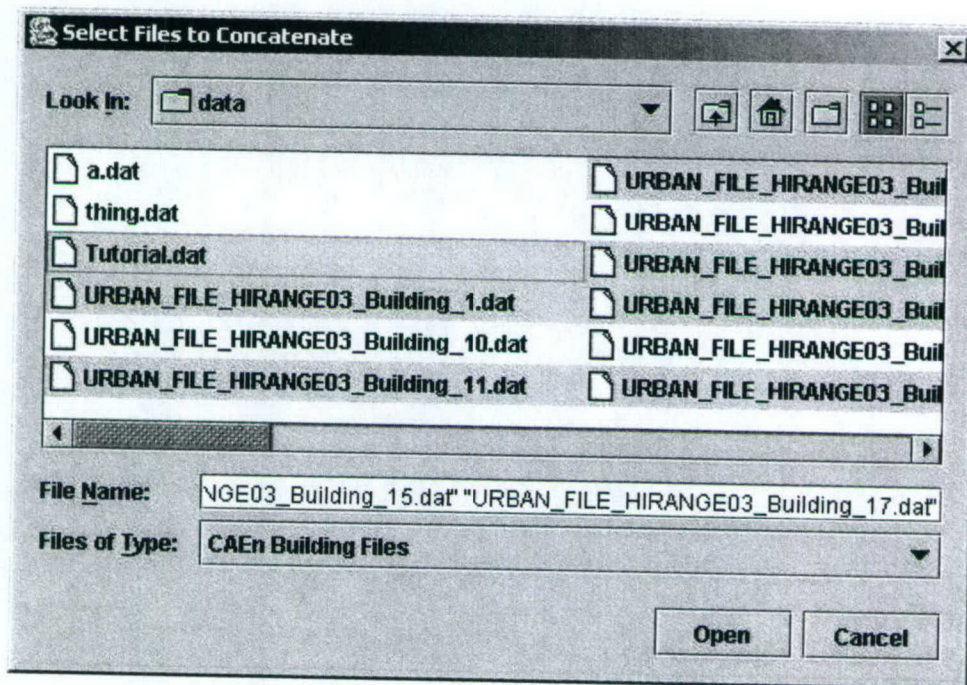 Select Files to Concatenate
Look In: data
a.dat
thing.dat
Tutorial.dat
URBAN_FILE_HIRANGE03_Building_1.dat
URBAN_FILE_HIRANGE03_Building_10.dat
URBAN_FILE_HIRANGE03_Building_11.dat
URBAN_FILE_HIRANGE03_Buil
URBAN_FILE_HIRANGE03_Buil
URBAN_FILE_HIRANGE03_Buil
URBAN_FILE_HIRANGE03_Buil
URBAN_FILE_HIRANGE03_Buil
URBAN_FILE_HIRANGE03_Buil
File Name: NGE03_Building_15.dat" "URBAN_FILE_HIRANGE03_Building_17.dat"
Files of Type: CAEn Building Files
Open Cancel